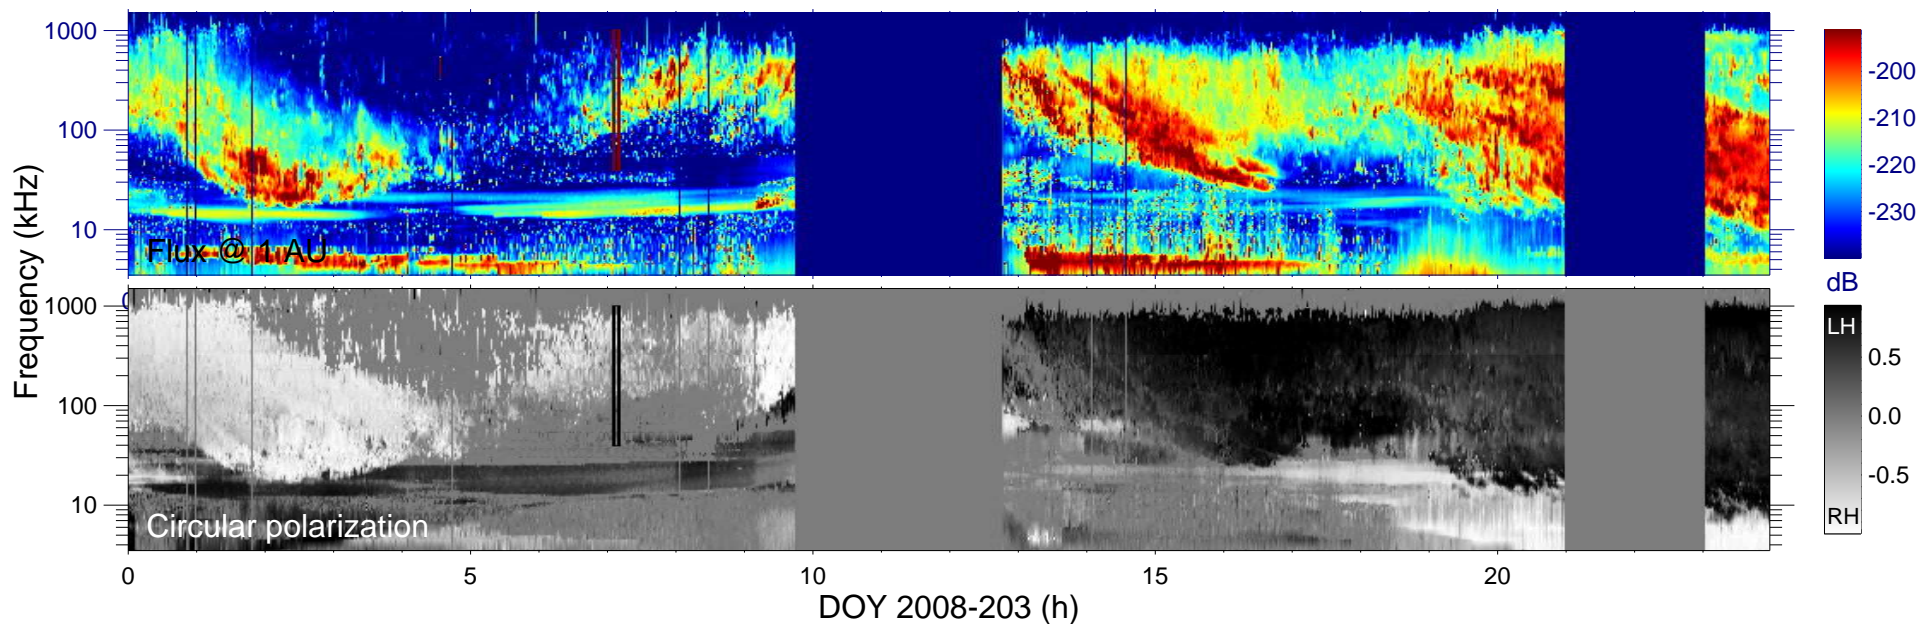 1000
100
10
Flux @ 1 AU
-200
-210
-220
-230
dB
0
Frequency (kHz)
1000
100
10
Circular polarization
LH
0.5
0.0
-0.5
RH
0
5
10
15
20
DOY 2008-203 (h)